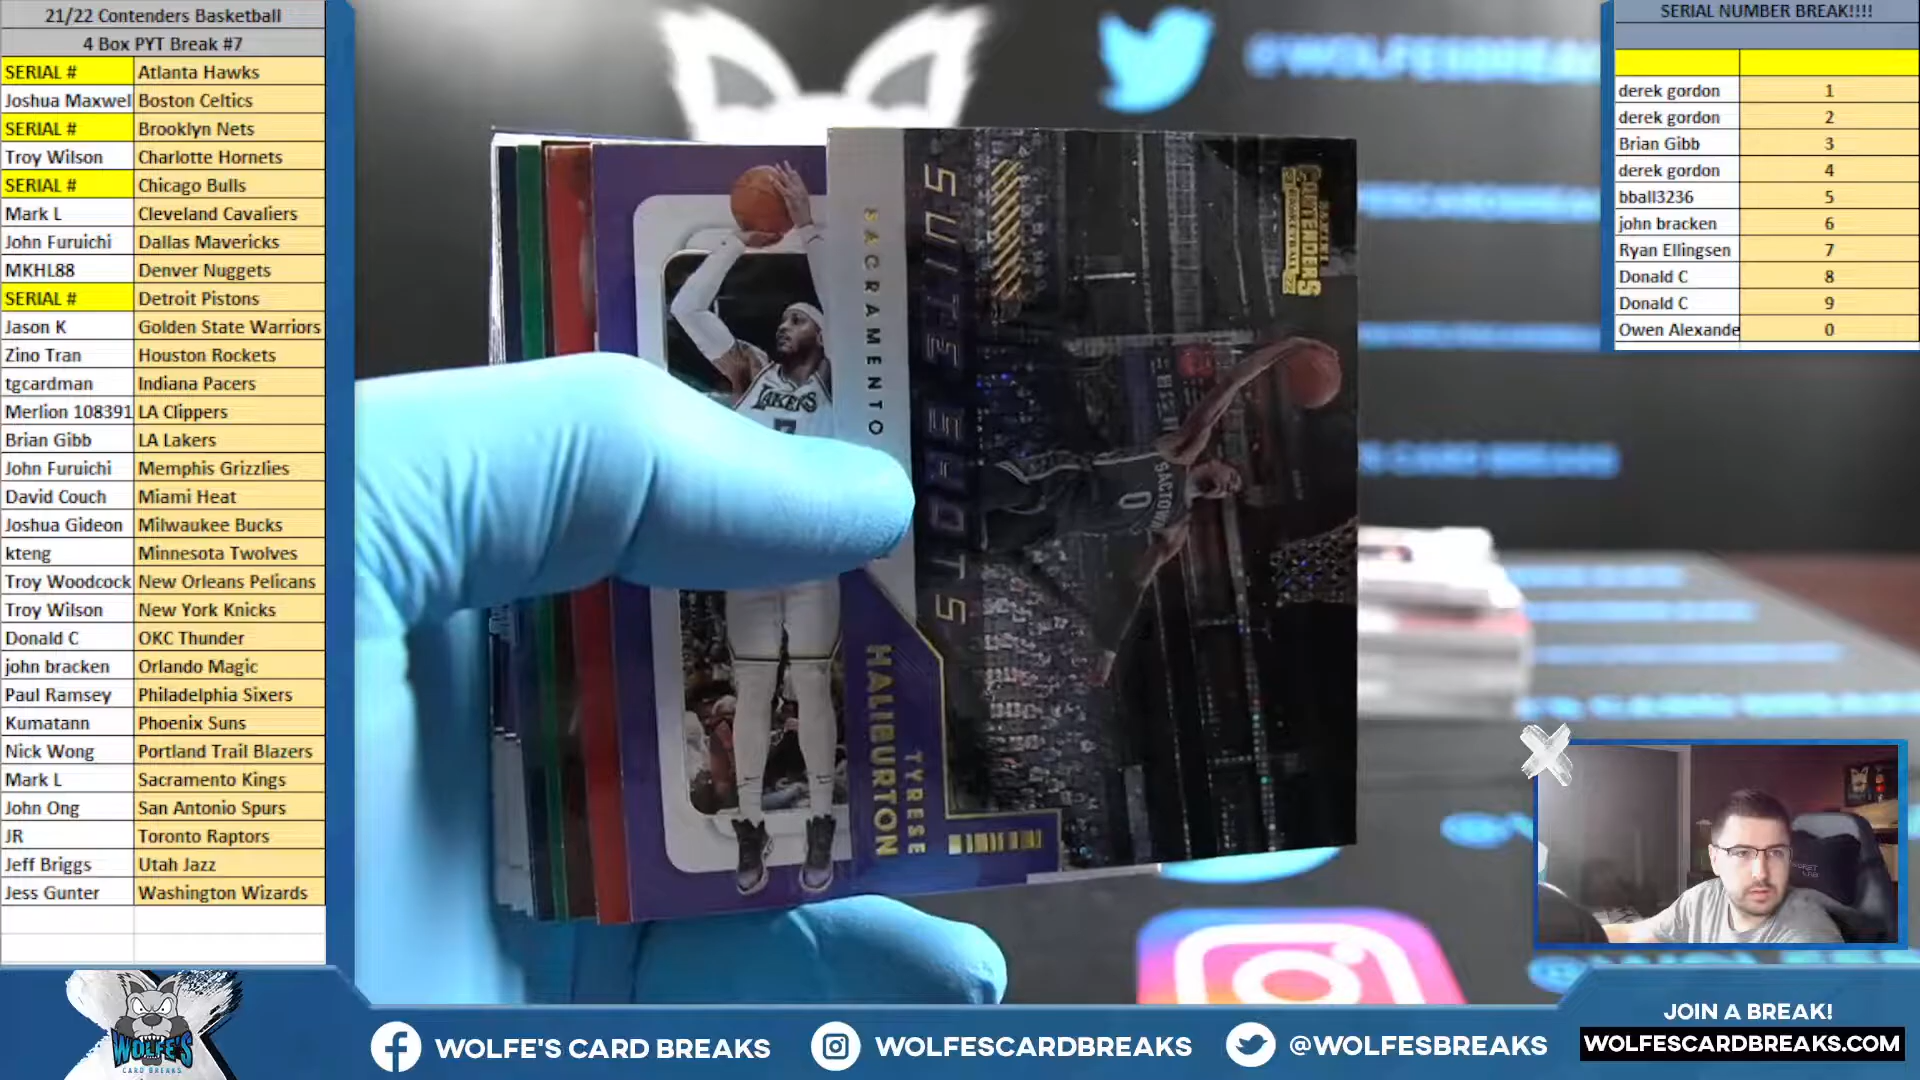 21/22 Contenders Basketball
4 Box PYT Break #7
SERIAL # Atlanta Hawks
Joshua Maxwel Boston Celtics
SERIAL # Brooklyn Nets
Troy Wilson Charlotte Hornets
SERIAL # Chicago Bulls
Mark L Cleveland Cavaliers
John Furuichi Dallas Mavericks
MKHL88 Denver Nuggets
SERIAL # Detroit Pistons
Jason K Golden State Warriors
Zino Tran Houston Rockets
tgcardman Indiana Pacers
Merlion 108391 LA Clippers
Brian Gibb LA Lakers
John Furuichi Memphis Grizzlies
David Couch Miami Heat
Joshua Gideon Milwaukee Bucks
kteng Minnesota Twolves
Troy Woodcock New Orleans Pelicans
Troy Wilson New York Knicks
Donald C OKC Thunder
john bracken Orlando Magic
Paul Ramsey Philadelphia Sixers
Kumatann Phoenix Suns
Nick Wong Portland Trail Blazers
Mark L Sacramento Kings
John Ong San Antonio Spurs
JR Toronto Raptors
Jeff Briggs Utah Jazz
Jess Gunter Washington Wizards
SERIAL NUMBER BREAK!!!!
derek gordon 1
derek gordon 2
Brian Gibb 3
derek gordon 4
bball3236 5
john bracken 6
Ryan Ellingsen 7
Donald C 8
Donald C 9
Owen Alexande 0
@WOLFESBREAKS
SUITE SHOTS
CONTENDERS
SACRAMENTO
TYRESE
HALIBURTON
SACTOWN
0
LAKERS
WOLFE'S
CARD BREAKS
WOLFE'S CARD BREAKS
WOLFESCARDBREAKS
@WOLFESBREAKS
JOIN A BREAK!
WOLFESCARDBREAKS.COM